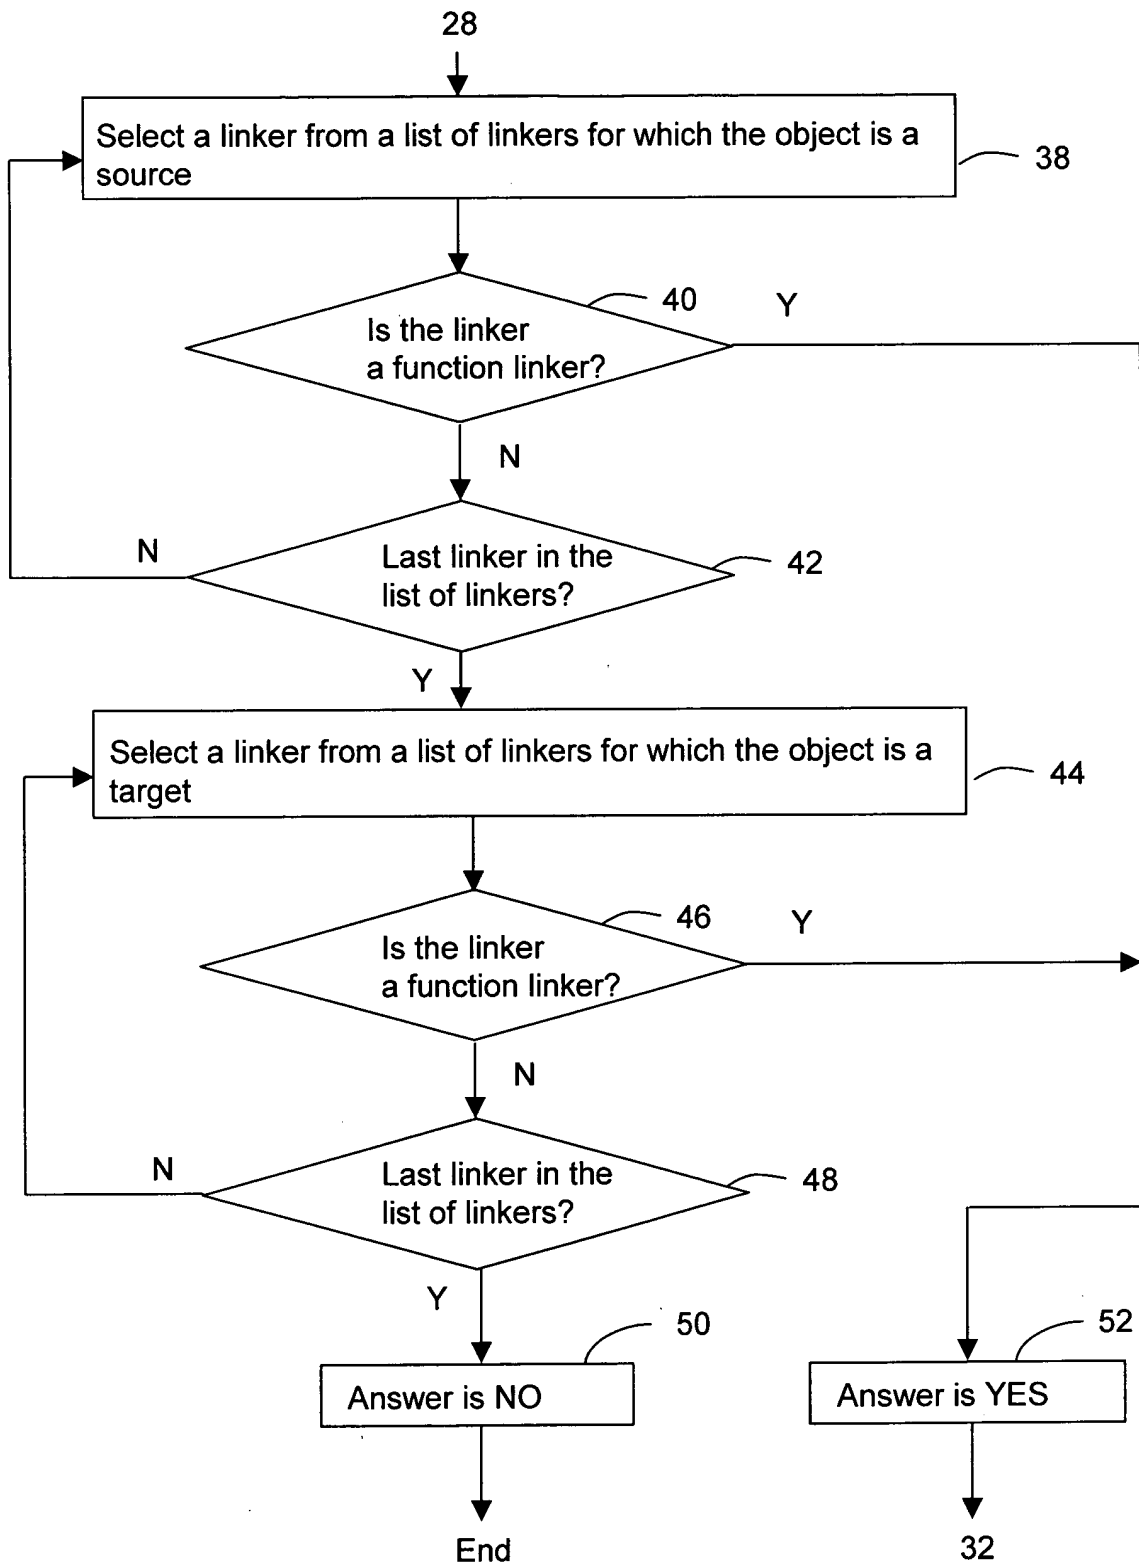 28
Select a linker from a list of linkers for which the object is a
source
38
40
Y
Is the linker
a function linker?
N
N
Last linker in the
list of linkers?
42
Y
Select a linker from a list of linkers for which the object is a
target
44
46
Y
Is the linker
a function linker?
N
N
Last linker in the
list of linkers?
48
Y
50
52
Answer is NO
Answer is YES
End
32